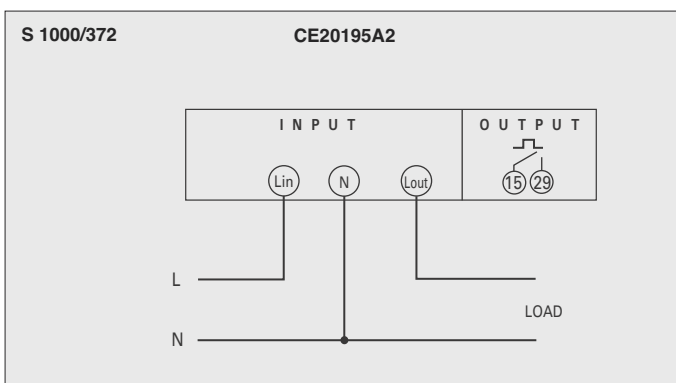 S 1000/372 CE20195A2
INPUT OUTPUT
Lin N Lout 15 29
L
LOAD
N